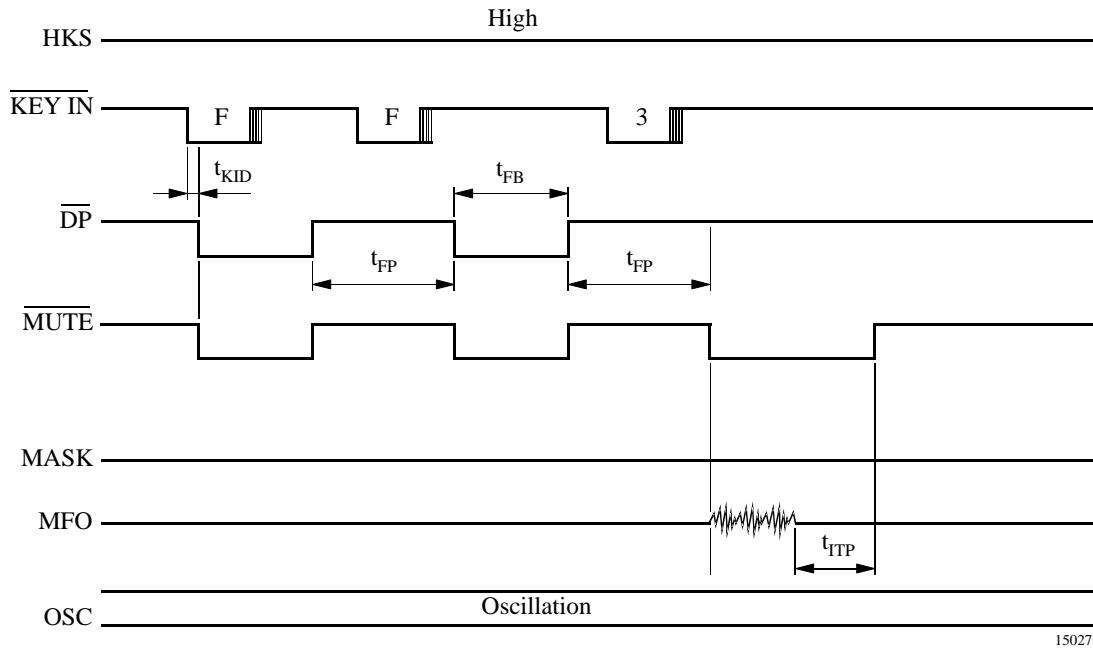 High
HKS
KEY IN
F
F
3
tKID
tFB
DP
tFP
tFP
MUTE
MASK
MFO
tITP
Oscillation
OSC
15027